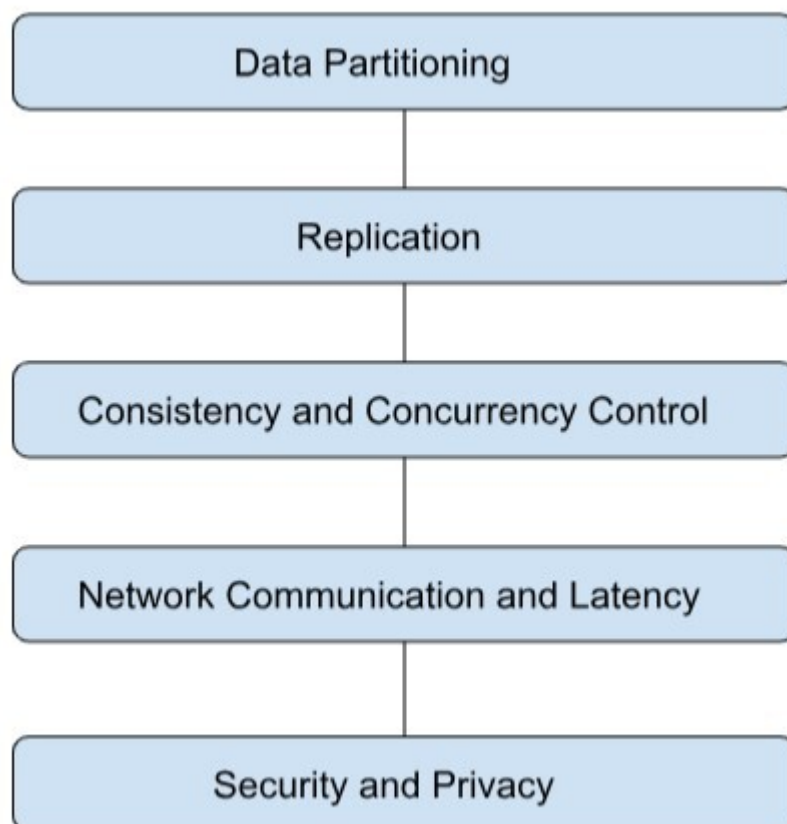 Data Partitioning
Replication
Consistency and Concurrency Control
Network Communication and Latency
Security and Privacy